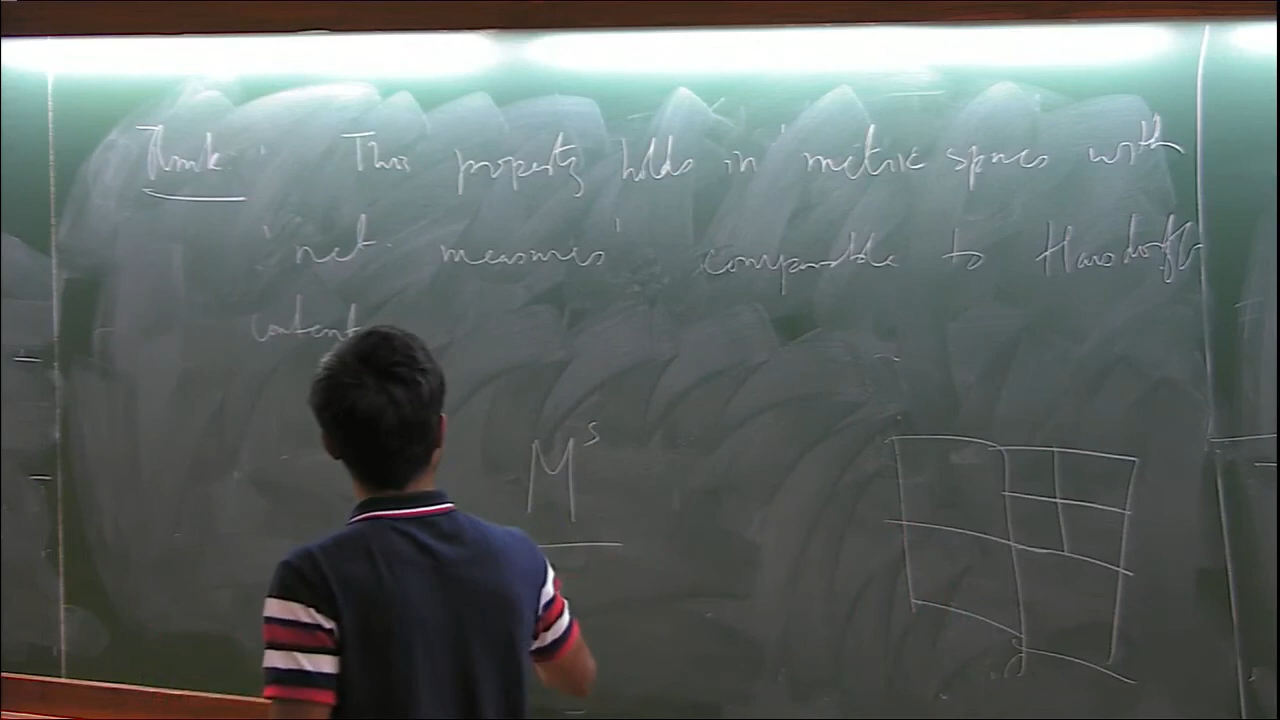 Rmk: This property holds in metric spaces with
'net measures' comparable to Hausdorff
content
M^s